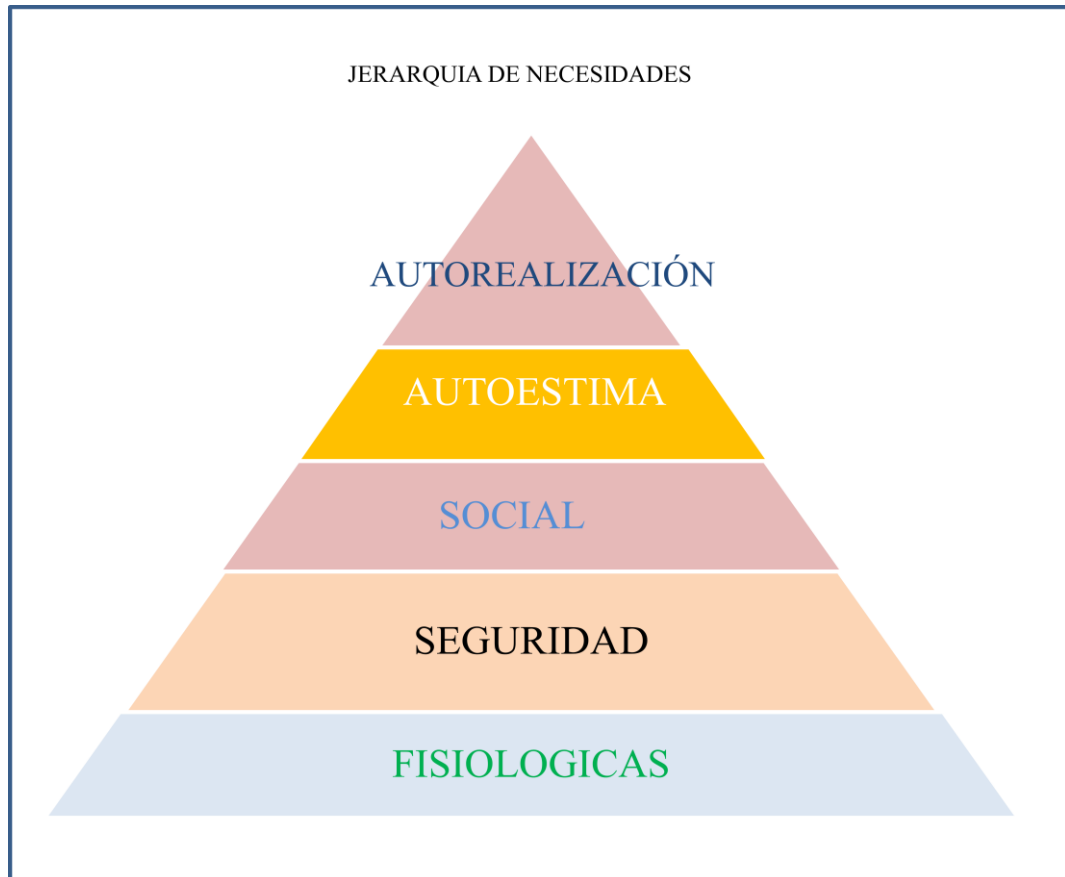 JERARQUIA DE NECESIDADES
AUTOREALIZACIÓN
AUTOESTIMA
SOCIAL
SEGURIDAD
FISIOLOGICAS